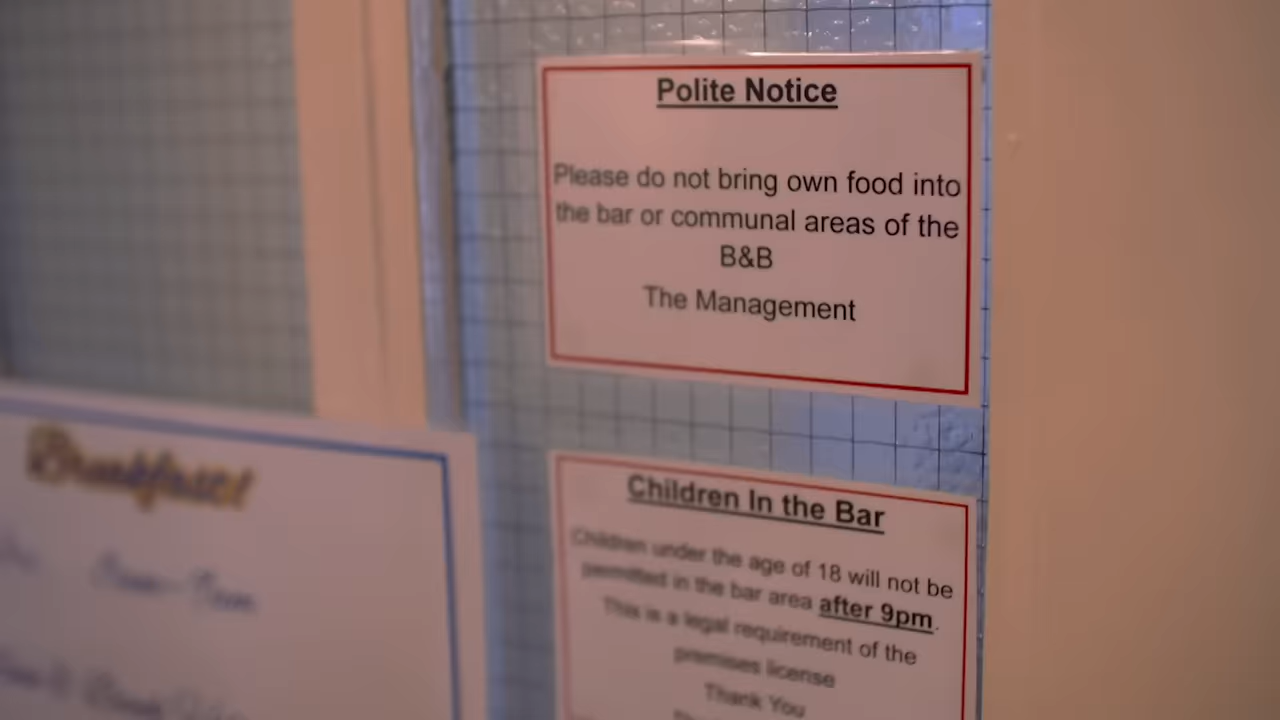 Polite Notice
Please do not bring own food into
the bar or communal areas of the
B&B
The Management
Children In the Bar
Children under the age of 18 will not be
permitted in the bar area after 9pm.
This is a legal requirement of the
premises license
Thank You
Breakfast!